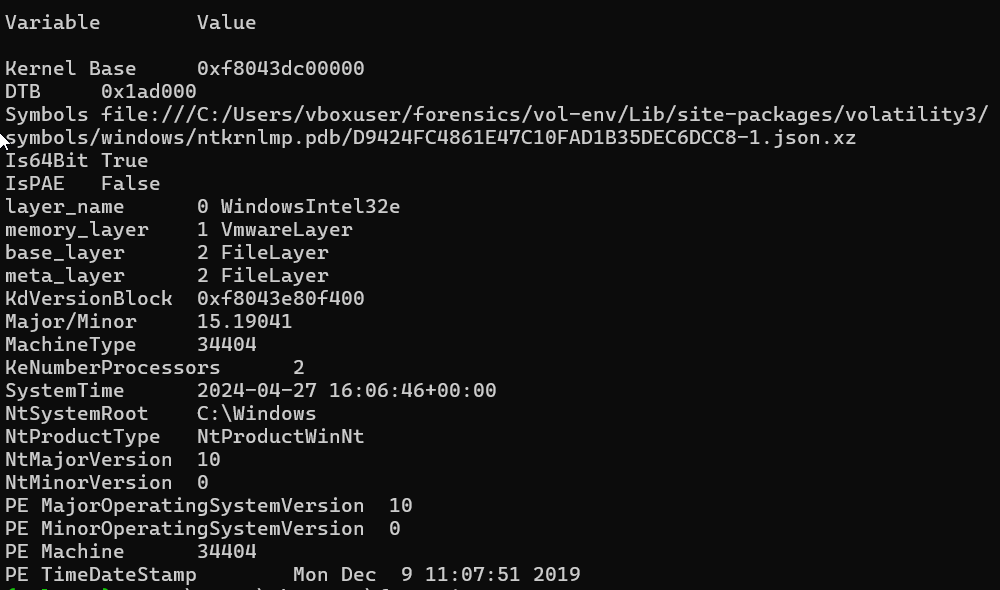 Variable Value
Kernel Base 0xf8043dc00000
DTB 0x1ad000
Symbols file:///C:/Users/vboxuser/forensics/vol-env/Lib/site-packages/volatility3/
symbols/windows/ntkrnlmp.pdb/D9424FC4861E47C10FAD1B35DEC6DCC8-1.json.xz
Is64Bit True
IsPAE False
layer_name 0 WindowsIntel32e
memory_layer 1 VmwareLayer
base_layer 2 FileLayer
meta_layer 2 FileLayer
KdVersionBlock 0xf8043e80f400
Major/Minor 15.19041
MachineType 34404
KeNumberProcessors 2
SystemTime 2024-04-27 16:06:46+00:00
NtSystemRoot C:\Windows
NtProductType NtProductWinNt
NtMajorVersion 10
NtMinorVersion 0
PE MajorOperatingSystemVersion 10
PE MinorOperatingSystemVersion 0
PE Machine 34404
PE TimeDateStamp Mon Dec 9 11:07:51 2019